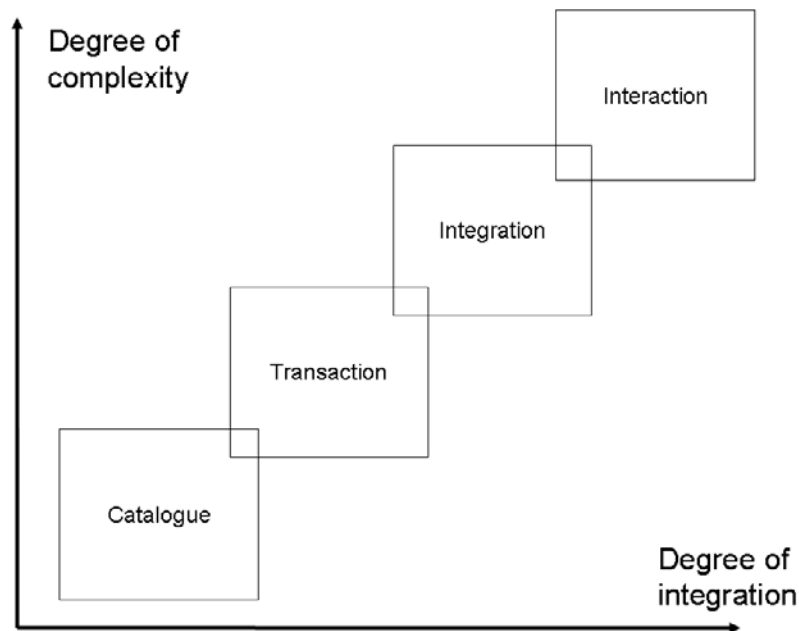 Degree of
complexity
Interaction
Integration
Transaction
Catalogue
Degree of
integration